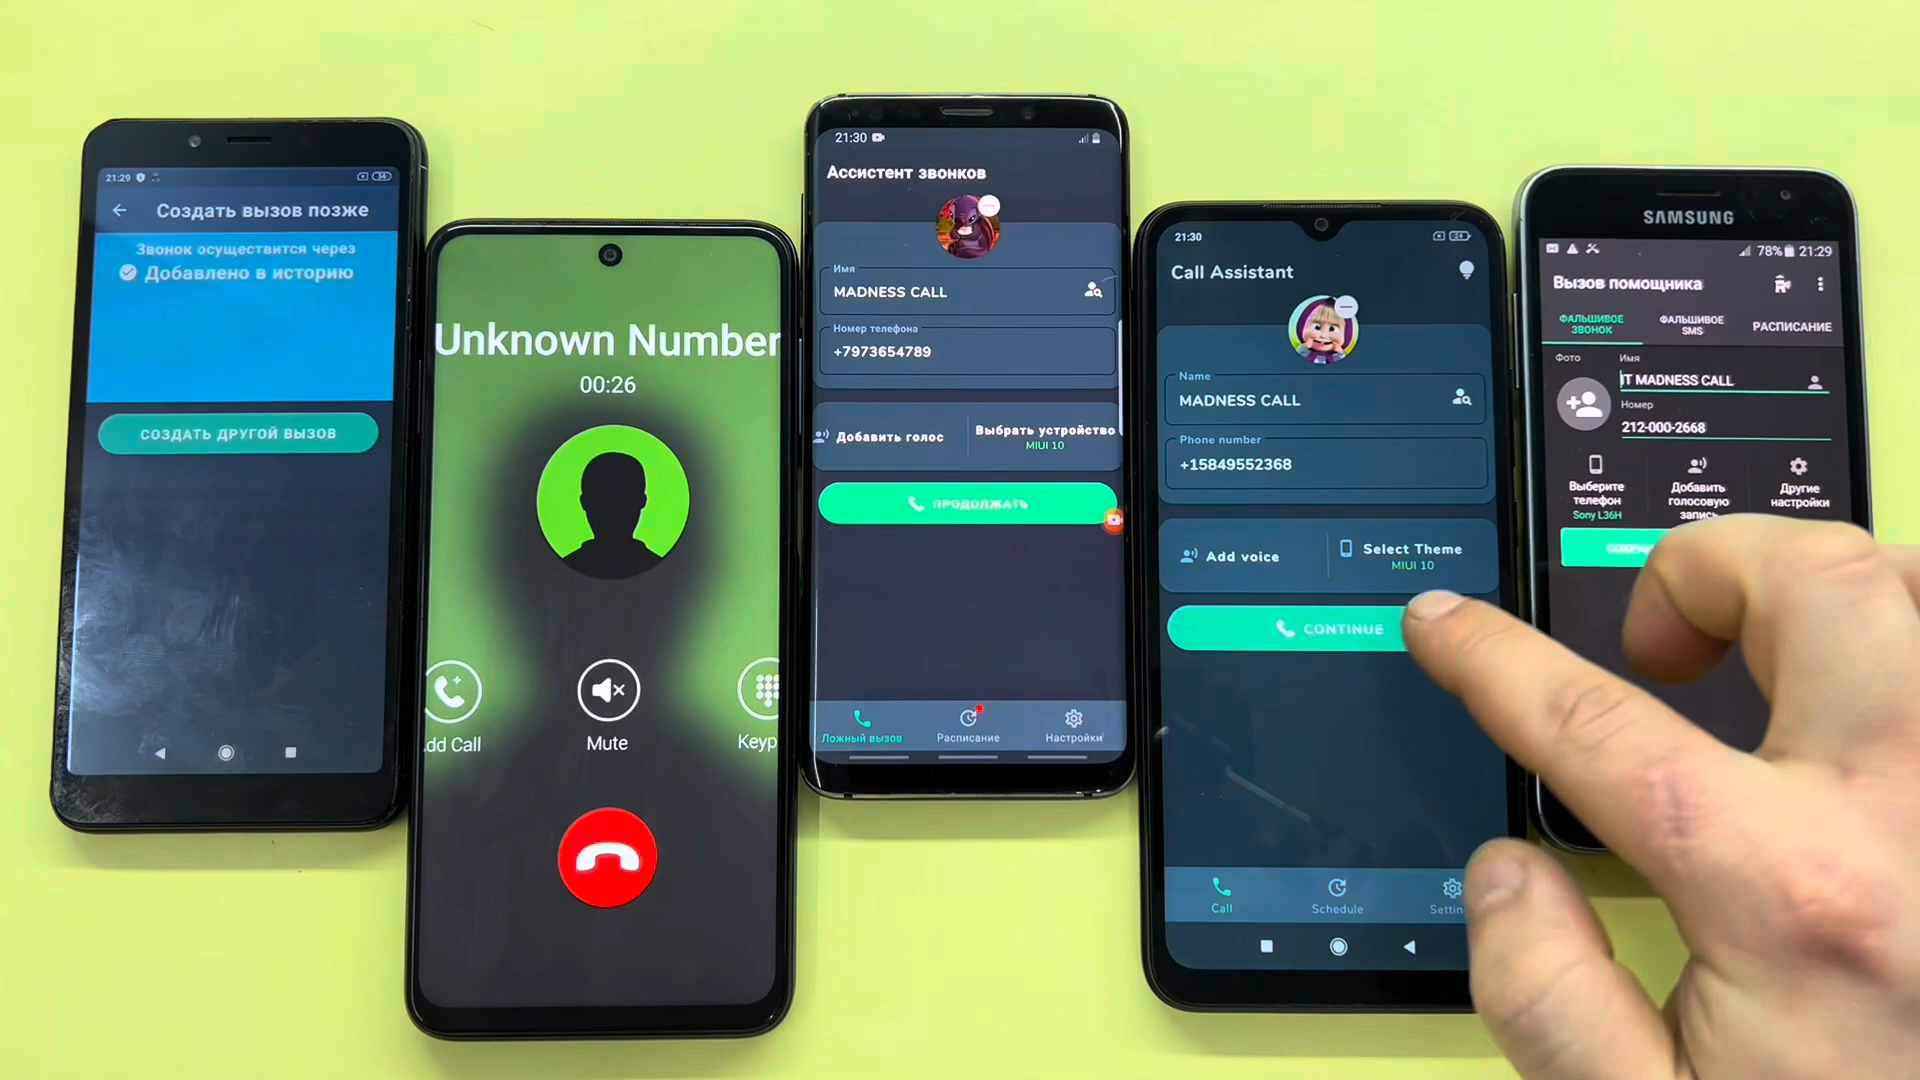 21:29
34
Создать вызов позже
Звонок осуществится через
Добавлено в историю
СОЗДАТЬ ДРУГОЙ ВЫЗОВ
Unknown Number
00:26
dd Call
Mute
Keyp
21:30
Ассистент звонков
Имя
MADNESS CALL
Номер телефона
+7973654789
Добавить голос
Выбрать устройство
MIUI 10
ПРОДОЛЖАТЬ
Ложный вызов
Расписание
Настройки
21:30
24
Call Assistant
Name
MADNESS CALL
Phone number
+15849552368
Add voice
Select Theme
MIUI 10
CONTINUE
Call
Schedule
Settin
SAMSUNG
78% 21:29
Вызов помощника
ФАЛЬШИВОЕ
ЗВОНОК
ФАЛЬШИВОЕ
SMS
РАСПИСАНИЕ
Фото
Имя
IT MADNESS CALL
Номер
212-000-2668
Выберите
телефон
Sony L36H
Добавить
голосовую
запись
Другие
настройки